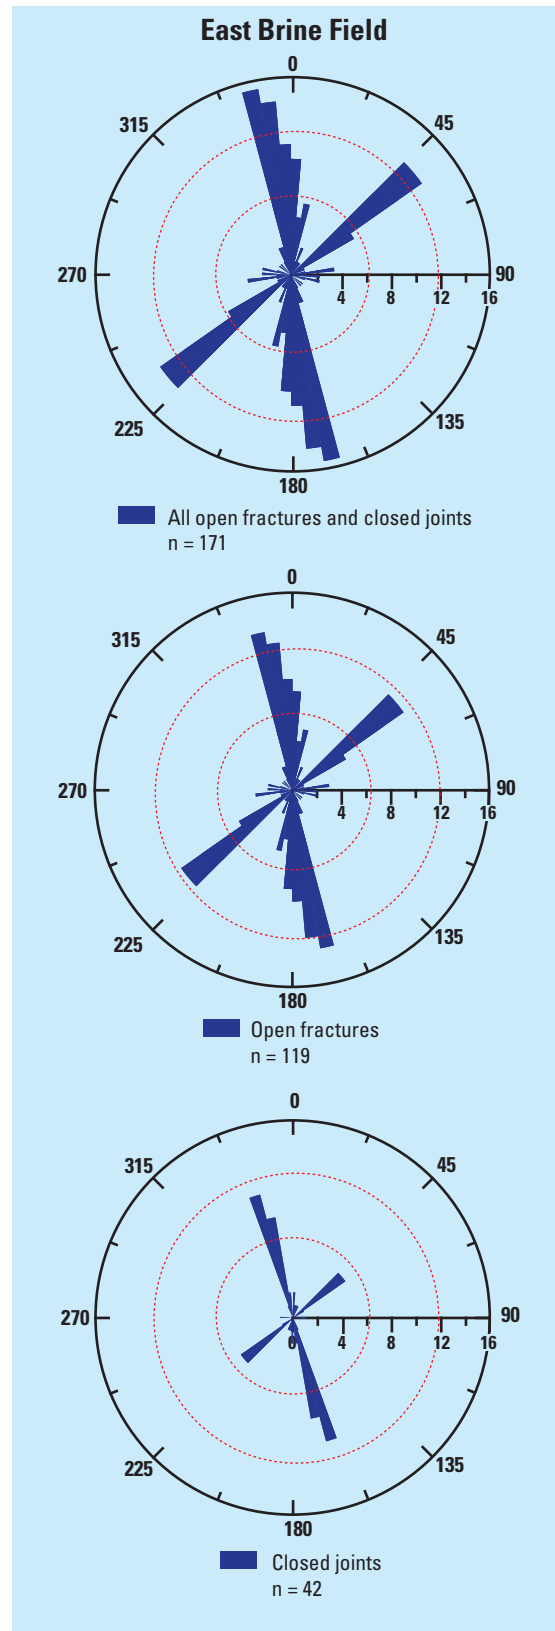 East Brine Field
0
315
45
270
90
4 8 12 16
225
135
180
All open fractures and closed joints
n = 171
0
315
45
270
90
4 8 12 16
225
135
180
Open fractures
n = 119
0
315
45
270
90
0 4 8 12 16
225
135
180
Closed joints
n = 42